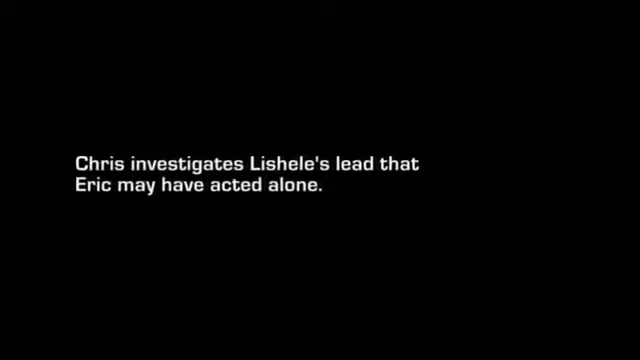 Chris investigates Lishele's lead that
Eric may have acted alone.